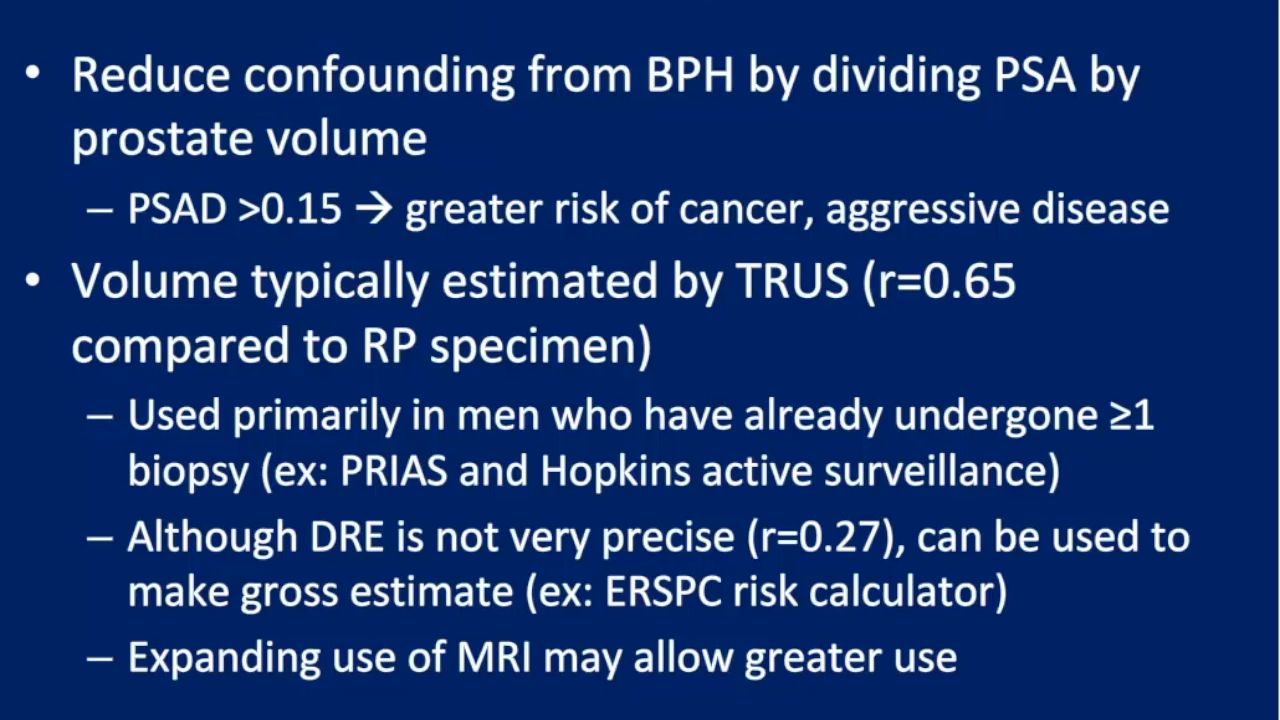 • Reduce confounding from BPH by dividing PSA by
prostate volume
– PSAD >0.15 → greater risk of cancer, aggressive disease
• Volume typically estimated by TRUS (r=0.65
compared to RP specimen)
– Used primarily in men who have already undergone ≥1
biopsy (ex: PRIAS and Hopkins active surveillance)
– Although DRE is not very precise (r=0.27), can be used to
make gross estimate (ex: ERSPC risk calculator)
– Expanding use of MRI may allow greater use